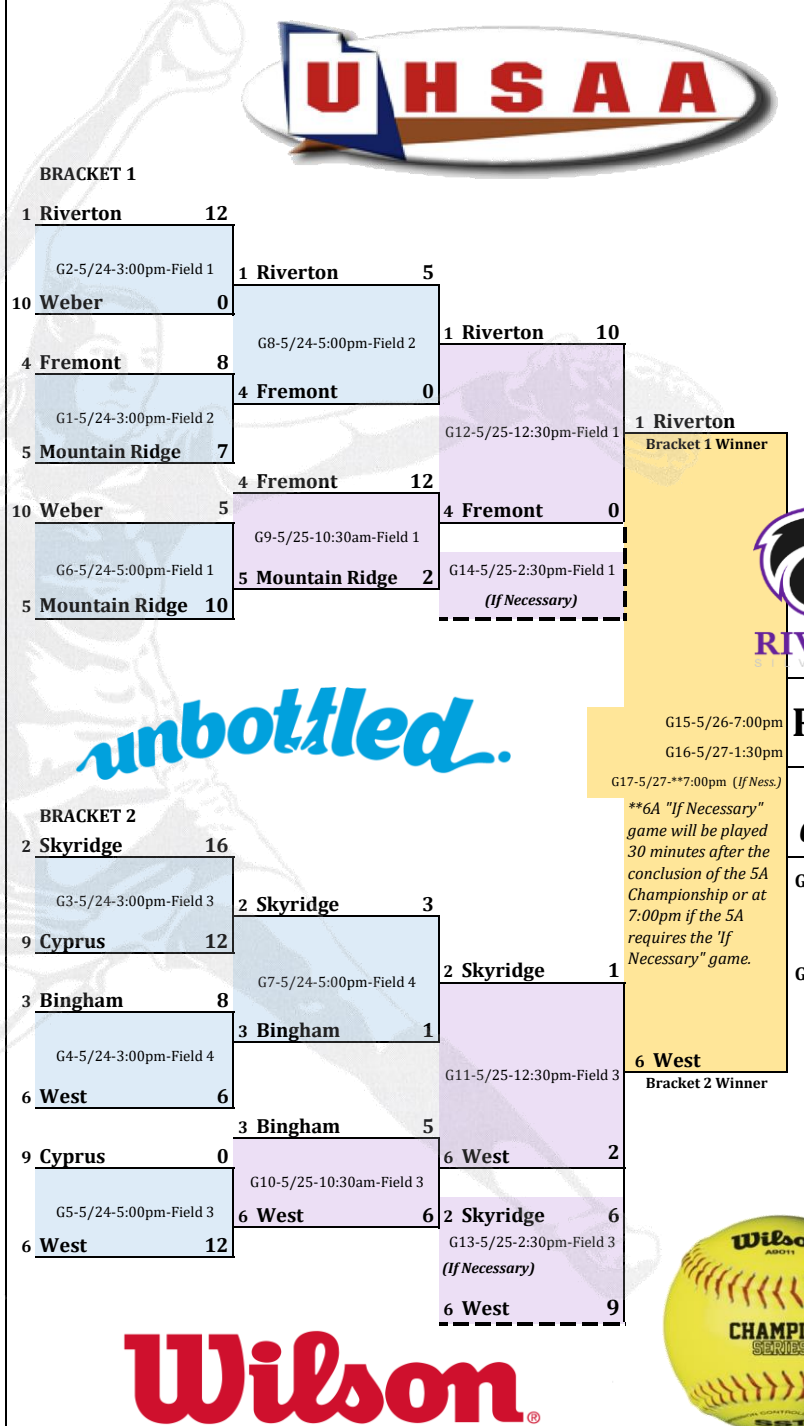 UHSAA
BRACKET 1
1 Riverton 12
G2-5/24-3:00pm-Field 1
10 Weber 0
4 Fremont 8
G1-5/24-3:00pm-Field 2
5 Mountain Ridge 7
10 Weber 5
G6-5/24-5:00pm-Field 1
5 Mountain Ridge 10
1 Riverton 5
G8-5/24-5:00pm-Field 2
4 Fremont 0
4 Fremont 12
G9-5/25-10:30am-Field 1
5 Mountain Ridge 2
1 Riverton 10
G12-5/25-12:30pm-Field 1
4 Fremont 0
G14-5/25-2:30pm-Field 1
(If Necessary)
1 Riverton
Bracket 1 Winner
RIV
S I L V
unbottled.
G15-5/26-7:00pm
G16-5/27-1:30pm
G17-5/27-**7:00pm (If Ness.)
**6A "If Necessary"
game will be played
30 minutes after the
conclusion of the 5A
Championship or at
7:00pm if the 5A
requires the 'If
Necessary" game.
G
G
BRACKET 2
2 Skyridge 16
G3-5/24-3:00pm-Field 3
9 Cyprus 12
3 Bingham 8
G4-5/24-3:00pm-Field 4
6 West 6
9 Cyprus 0
G5-5/24-5:00pm-Field 3
6 West 12
2 Skyridge 3
G7-5/24-5:00pm-Field 4
3 Bingham 1
3 Bingham 5
G10-5/25-10:30am-Field 3
6 West 6
2 Skyridge 1
G11-5/25-12:30pm-Field 3
6 West 2
2 Skyridge 6
G13-5/25-2:30pm-Field 3
(If Necessary)
6 West 9
6 West
Bracket 2 Winner
Wilson®
Wilso
A9011
CHAMPI
SERIES